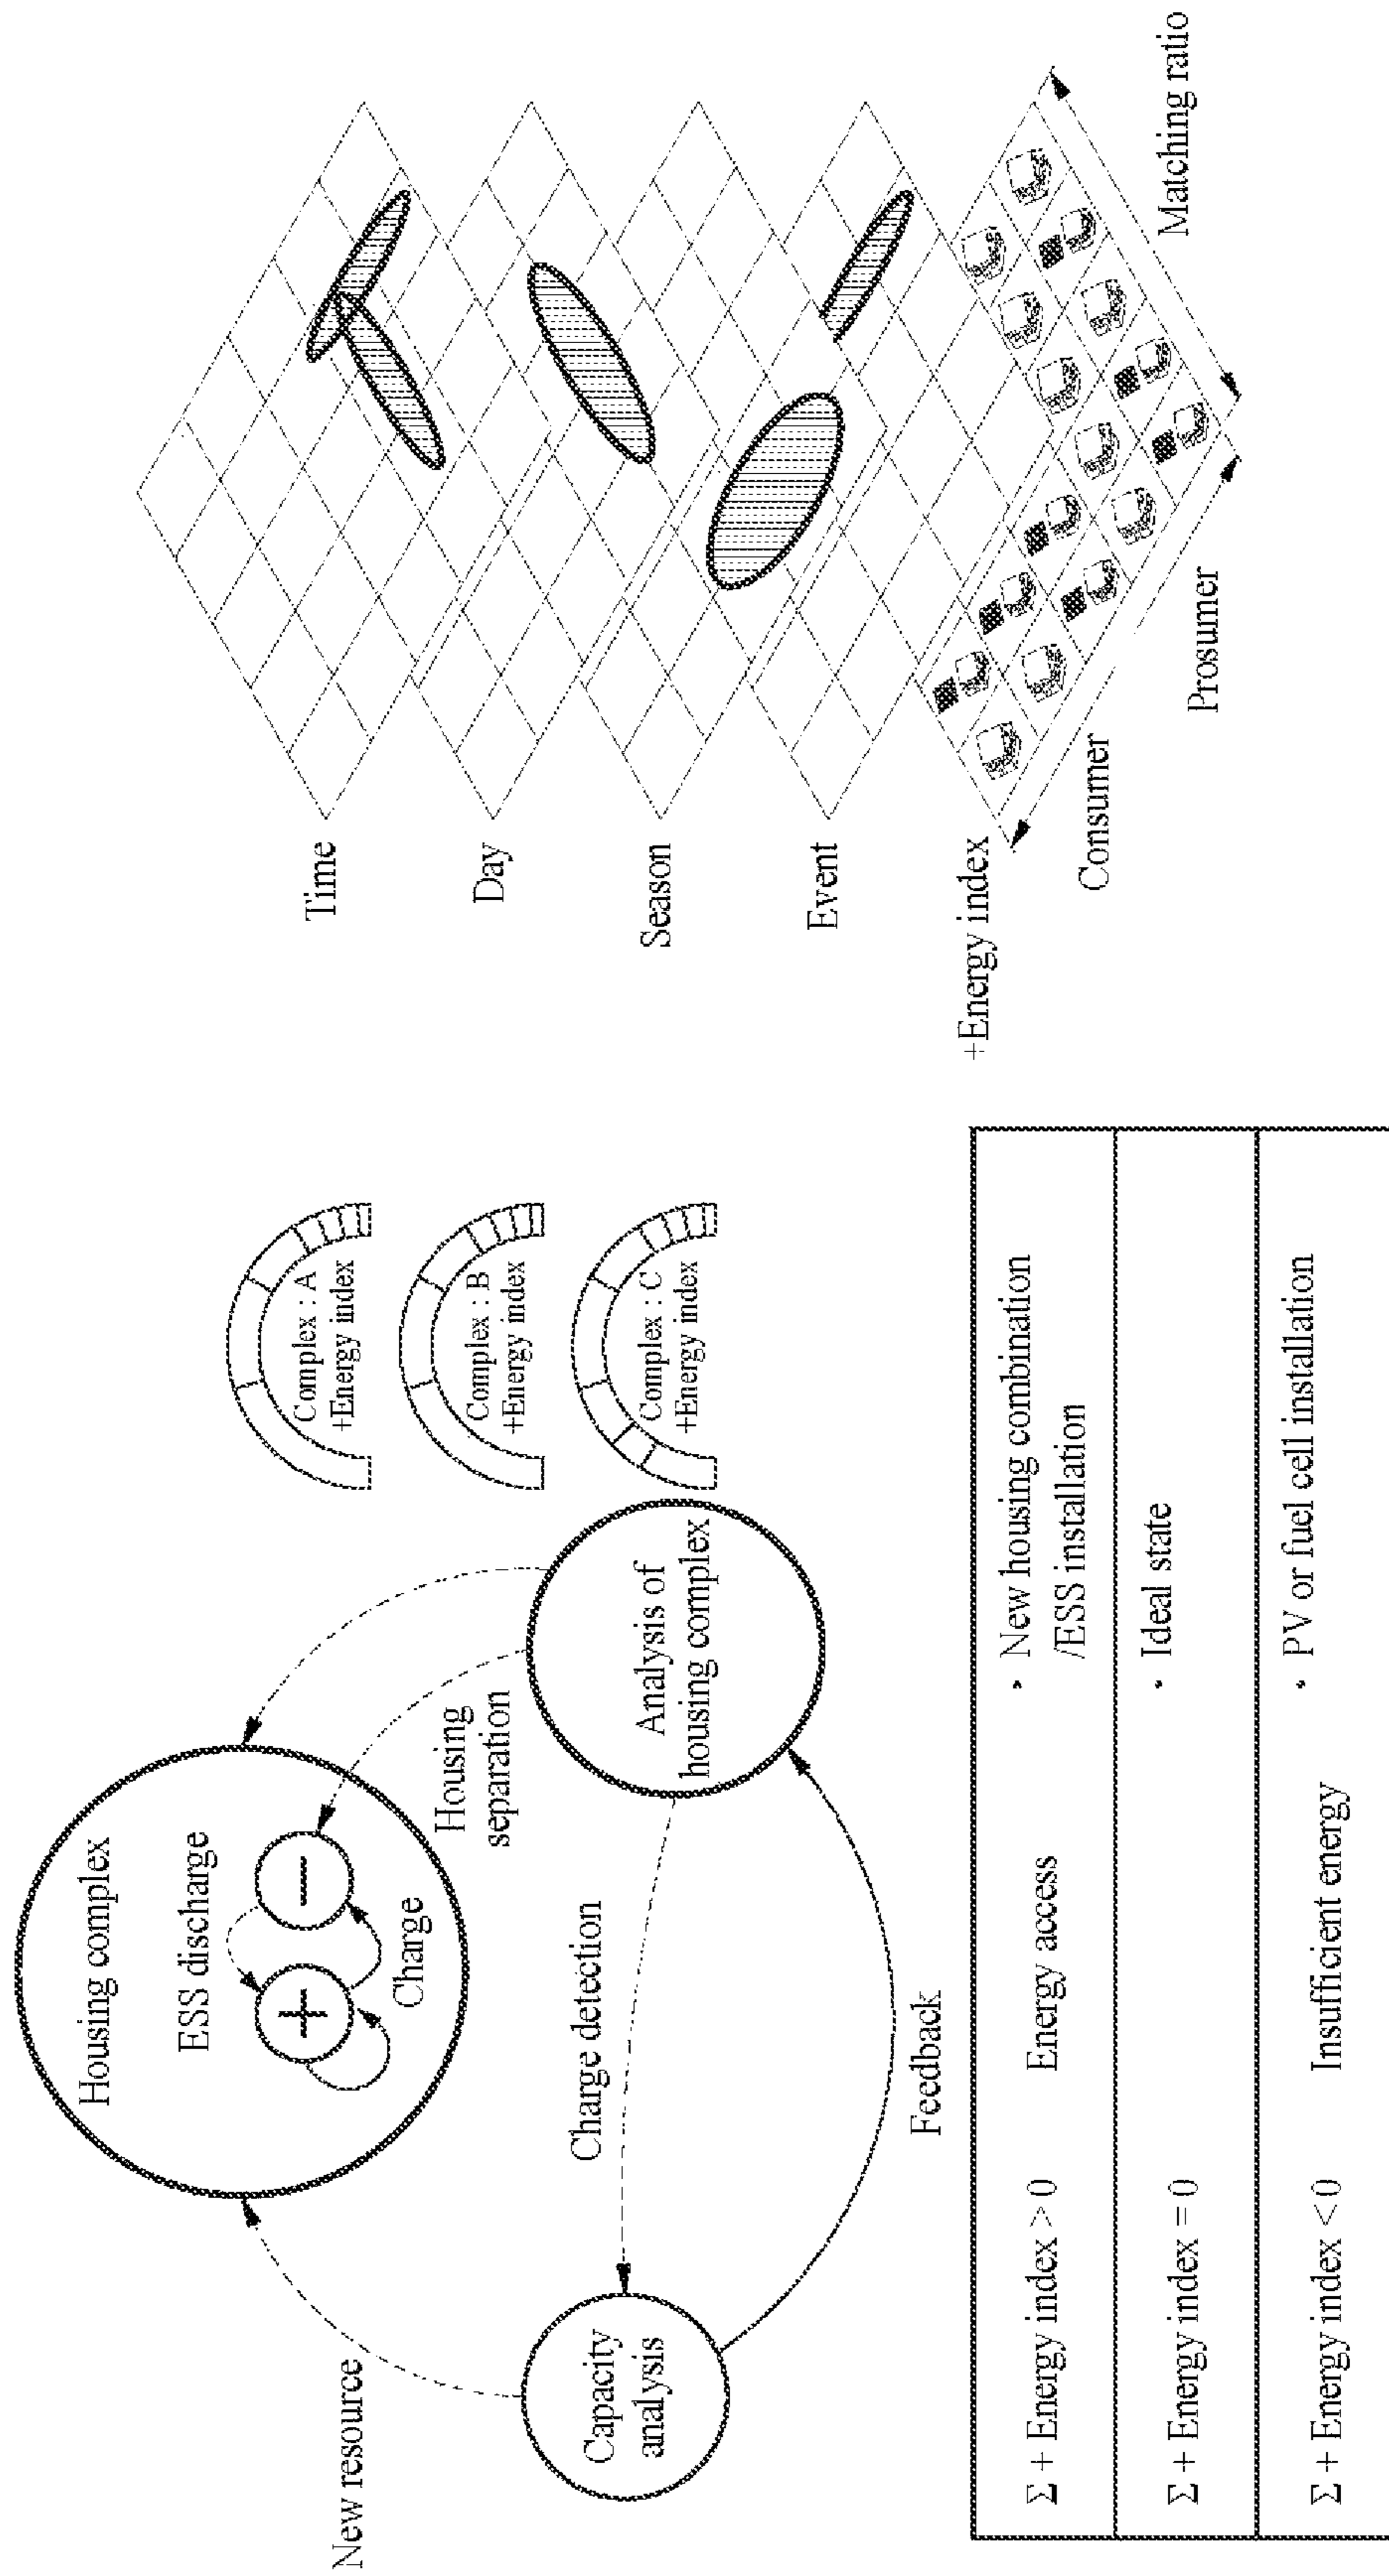 Housing complex
ESS discharge
+
−
Charge
New resource
Housing
separation
Charge detection
Capacity
analysis
Analysis of
housing complex
Feedback
Complex : A
+Energy index
Complex : B
+Energy index
Complex : C
+Energy index
Σ + Energy index > 0
Energy access
• New housing combination
/ESS installation
Σ + Energy index = 0
• Ideal state
Σ + Energy index < 0
Insufficient energy
• PV or fuel cell installation
Time
Day
Season
Event
+Energy index
Consumer
Prosumer
Matching ratio